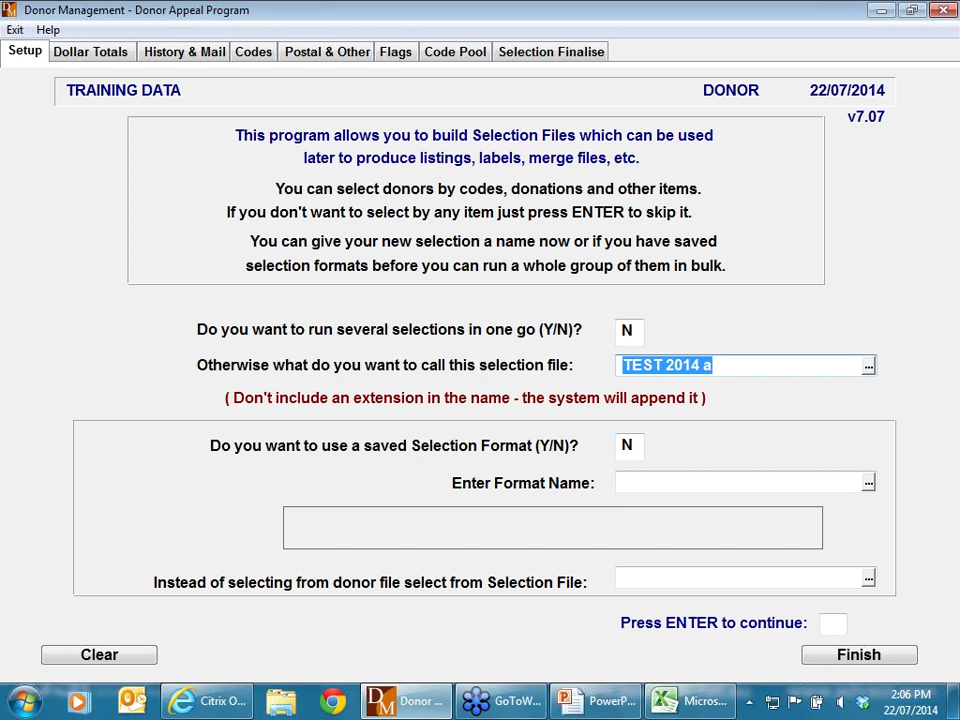 Donor Management - Donor Appeal Program
Exit Help
Setup Dollar Totals History & Mail Codes Postal & Other Flags Code Pool Selection Finalise
TRAINING DATA DONOR 22/07/2014
v7.07
This program allows you to build Selection Files which can be used
later to produce listings, labels, merge files, etc.
You can select donors by codes, donations and other items.
If you don't want to select by any item just press ENTER to skip it.
You can give your new selection a name now or if you have saved
selection formats before you can run a whole group of them in bulk.
Do you want to run several selections in one go (Y/N)? N
Otherwise what do you want to call this selection file: TEST 2014 a ...
( Don't include an extension in the name - the system will append it )
Do you want to use a saved Selection Format (Y/N)? N
Enter Format Name: ...
Instead of selecting from donor file select from Selection File: ...
Press ENTER to continue:
Clear Finish
Citrix O... Donor ... GoToW... PowerP... Micros... 2:06 PM
22/07/2014